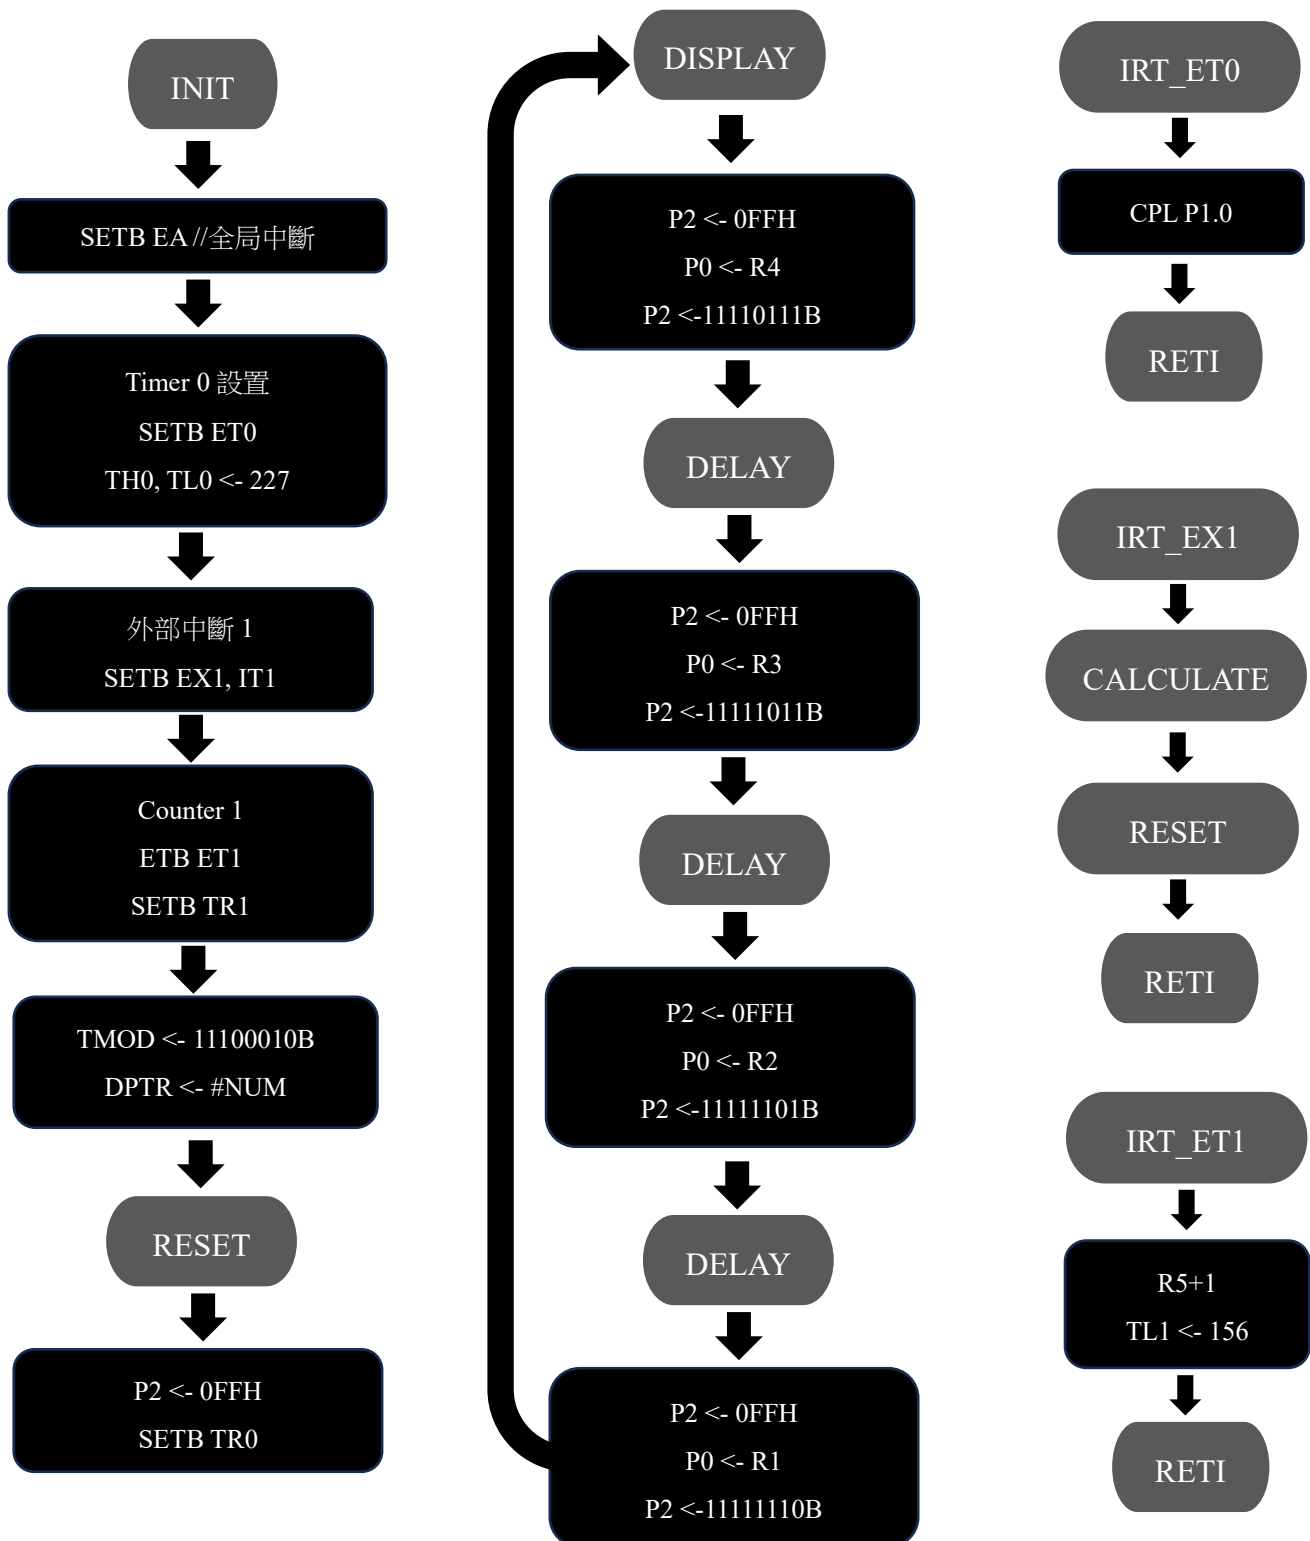 INIT
SETB EA //全局中斷
Timer 0 設置
SETB ET0
TH0, TL0 <- 227
外部中斷 1
SETB EX1, IT1
Counter 1
ETB ET1
SETB TR1
TMOD <- 11100010B
DPTR <- #NUM
RESET
P2 <- 0FFH
SETB TR0
DISPLAY
P2 <- 0FFH
P0 <- R4
P2 <-11110111B
DELAY
P2 <- 0FFH
P0 <- R3
P2 <-11111011B
DELAY
P2 <- 0FFH
P0 <- R2
P2 <-11111101B
DELAY
P2 <- 0FFH
P0 <- R1
P2 <-11111110B
IRT_ET0
CPL P1.0
RETI
IRT_EX1
CALCULATE
RESET
RETI
IRT_ET1
R5+1
TL1 <- 156
RETI